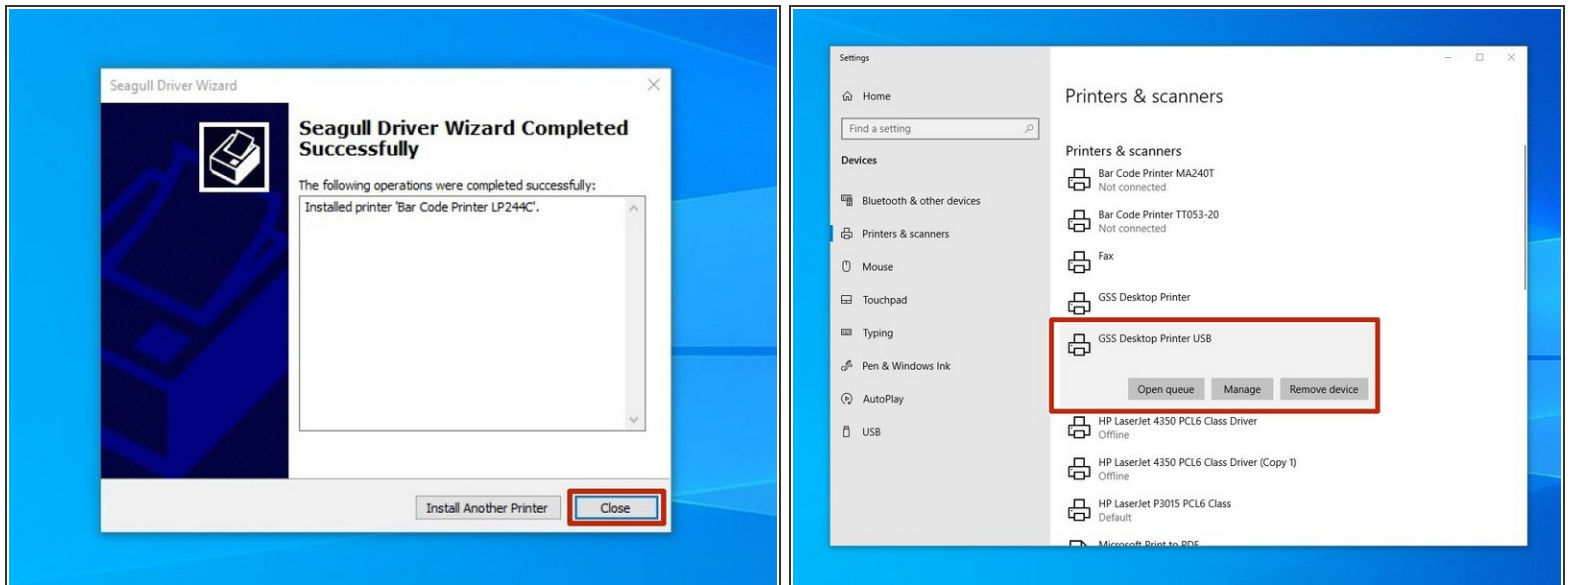 Seagull Driver Wizard
Seagull Driver Wizard Completed
Successfully
The following operations were completed successfully:
Installed printer 'Bar Code Printer LP244C'.
Install Another Printer
Close
Settings
Home
Find a setting
Devices
Bluetooth & other devices
Printers & scanners
Mouse
Touchpad
Typing
Pen & Windows Ink
AutoPlay
USB
Printers & scanners
Printers & scanners
Bar Code Printer MA240T
Not connected
Bar Code Printer TT053-20
Not connected
Fax
GSS Desktop Printer
GSS Desktop Printer USB
Open queue
Manage
Remove device
HP LaserJet 4350 PCL6 Class Driver
Offline
HP LaserJet 4350 PCL6 Class Driver (Copy 1)
Offline
HP LaserJet P3015 PCL6 Class
Default
Microsoft Print to PDF